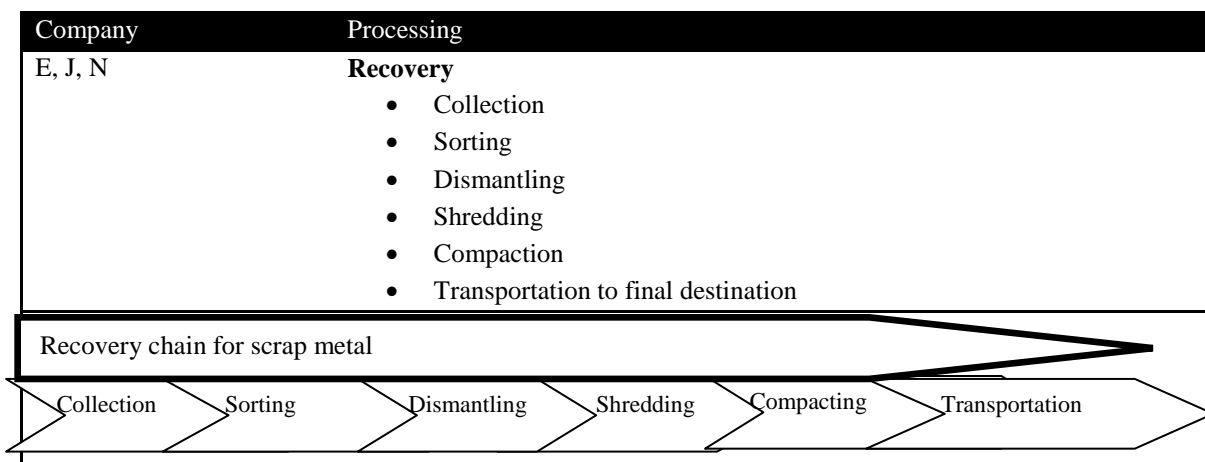 Company Processing
E, J, N Recovery
• Collection
• Sorting
• Dismantling
• Shredding
• Compaction
• Transportation to final destination
Recovery chain for scrap metal
Collection Sorting Dismantling Shredding Compacting Transportation